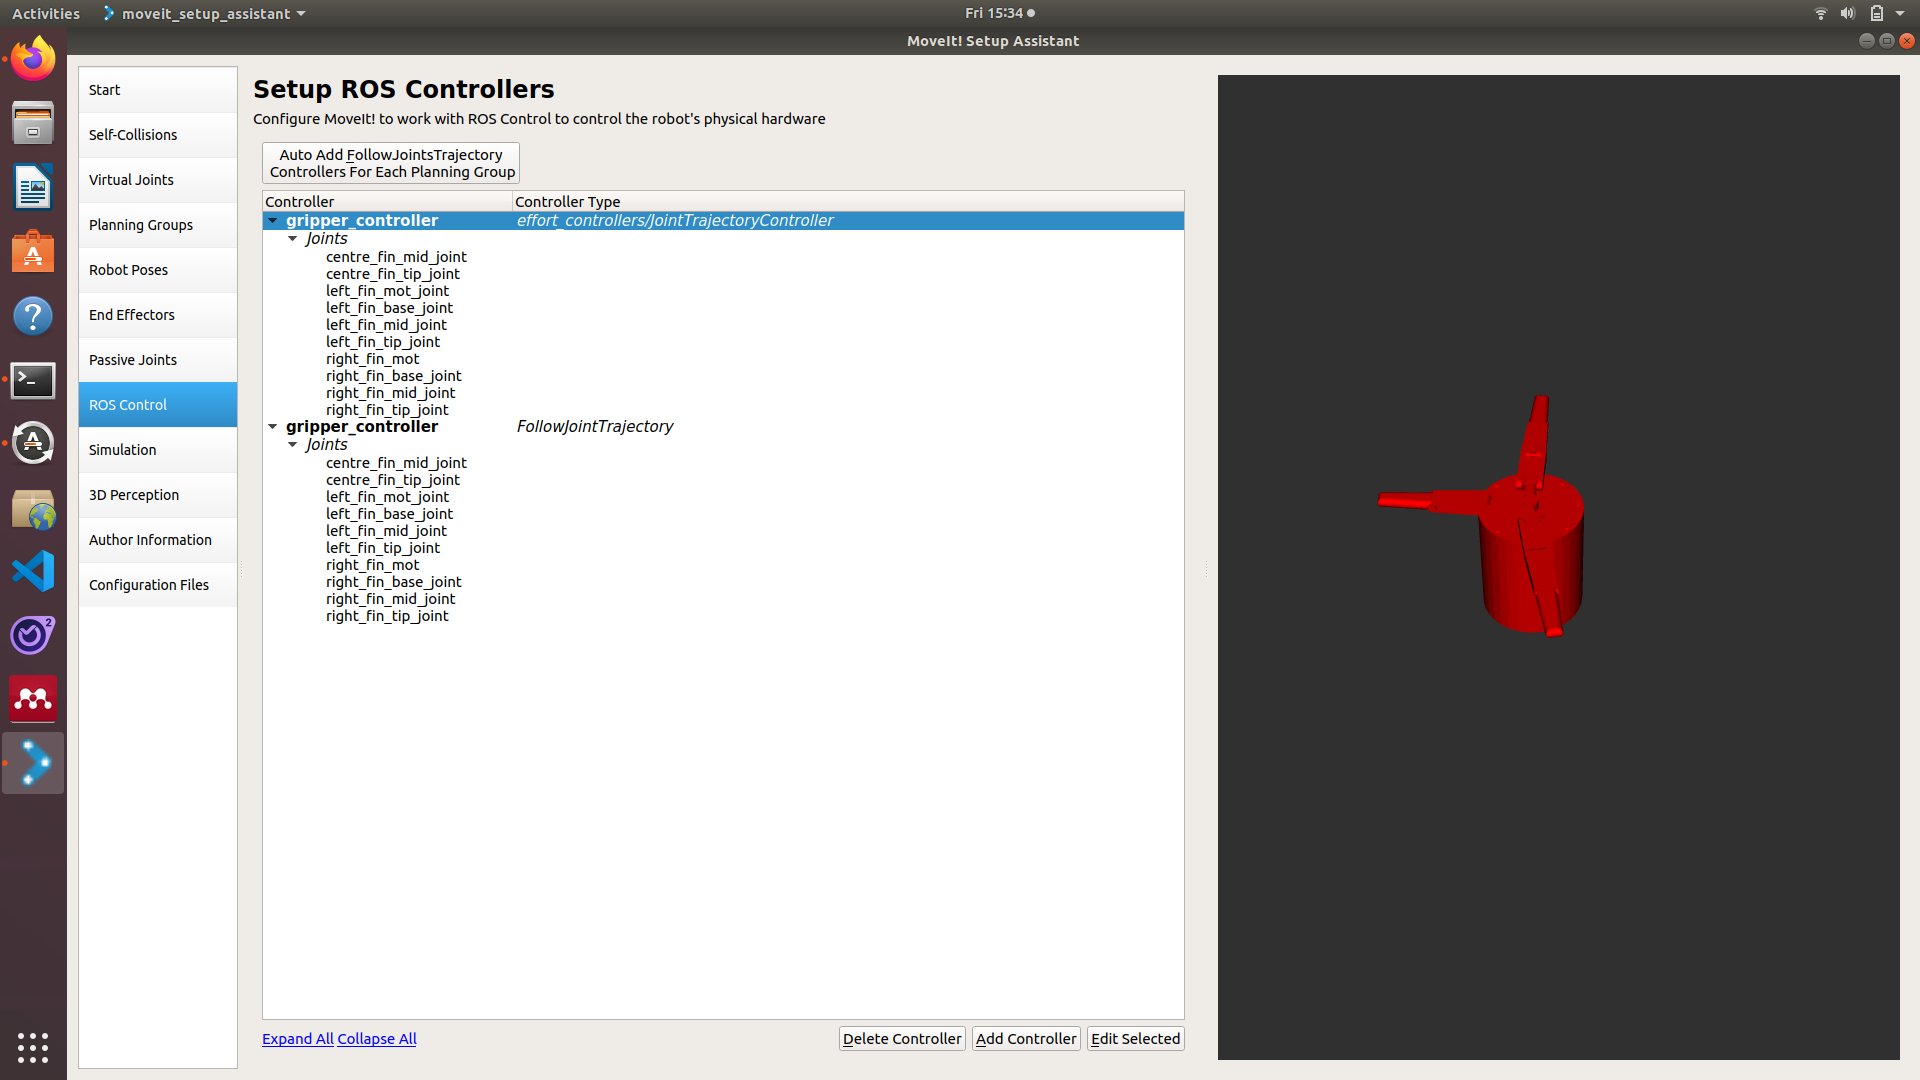 Activities
moveit_setup_assistant
Fri 15:34
MoveIt! Setup Assistant
Start
Self-Collisions
Virtual Joints
Planning Groups
Robot Poses
End Effectors
Passive Joints
ROS Control
Simulation
3D Perception
Author Information
Configuration Files
Setup ROS Controllers
Configure MoveIt! to work with ROS Control to control the robot's physical hardware
Auto Add FollowJointsTrajectory
Controllers For Each Planning Group
Controller Controller Type
gripper_controller effort_controllers/JointTrajectoryController
Joints
centre_fin_mid_joint
centre_fin_tip_joint
left_fin_mot_joint
left_fin_base_joint
left_fin_mid_joint
left_fin_tip_joint
right_fin_mot
right_fin_base_joint
right_fin_mid_joint
right_fin_tip_joint
gripper_controller FollowJointTrajectory
Joints
centre_fin_mid_joint
centre_fin_tip_joint
left_fin_mot_joint
left_fin_base_joint
left_fin_mid_joint
left_fin_tip_joint
right_fin_mot
right_fin_base_joint
right_fin_mid_joint
right_fin_tip_joint
Expand All Collapse All
Delete Controller Add Controller Edit Selected